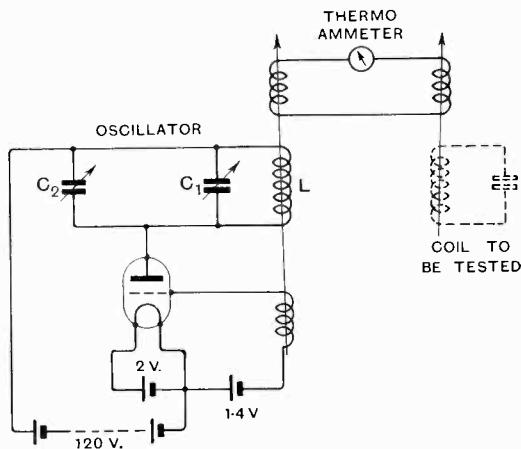 THERMO
AMMETER
OSCILLATOR
C2
C1
L
COIL TO
BE TESTED
2 V.
1·4 V
120 V.